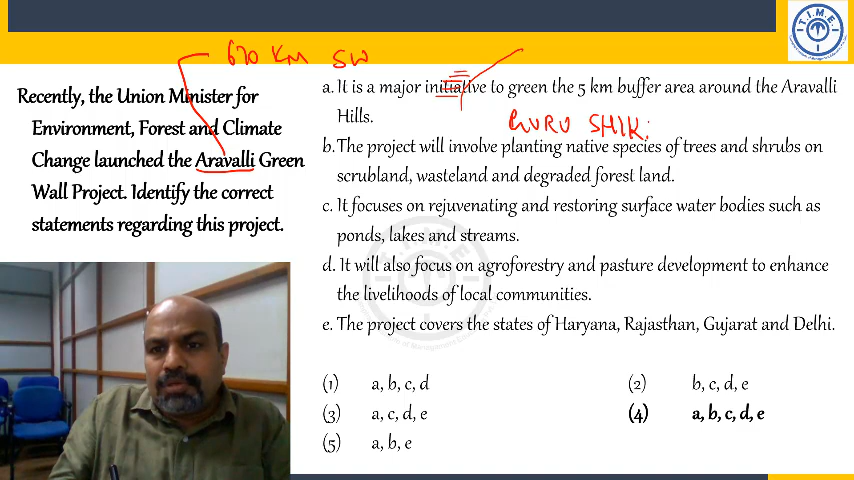 T.I.M.E.
670 KM SW
Recently, the Union Minister for
Environment, Forest and Climate
Change launched the Aravalli Green
Wall Project. Identify the correct
statements regarding this project.
a. It is a major initiative to green the 5 km buffer area around the Aravalli
Hills.
GURU SHIK
b. The project will involve planting native species of trees and shrubs on
scrubland, wasteland and degraded forest land.
c. It focuses on rejuvenating and restoring surface water bodies such as
ponds, lakes and streams.
d. It will also focus on agroforestry and pasture development to enhance
the livelihoods of local communities.
e. The project covers the states of Haryana, Rajasthan, Gujarat and Delhi.
(1) a, b, c, d (2) b, c, d, e
(3) a, c, d, e (4) a, b, c, d, e
(5) a, b, e